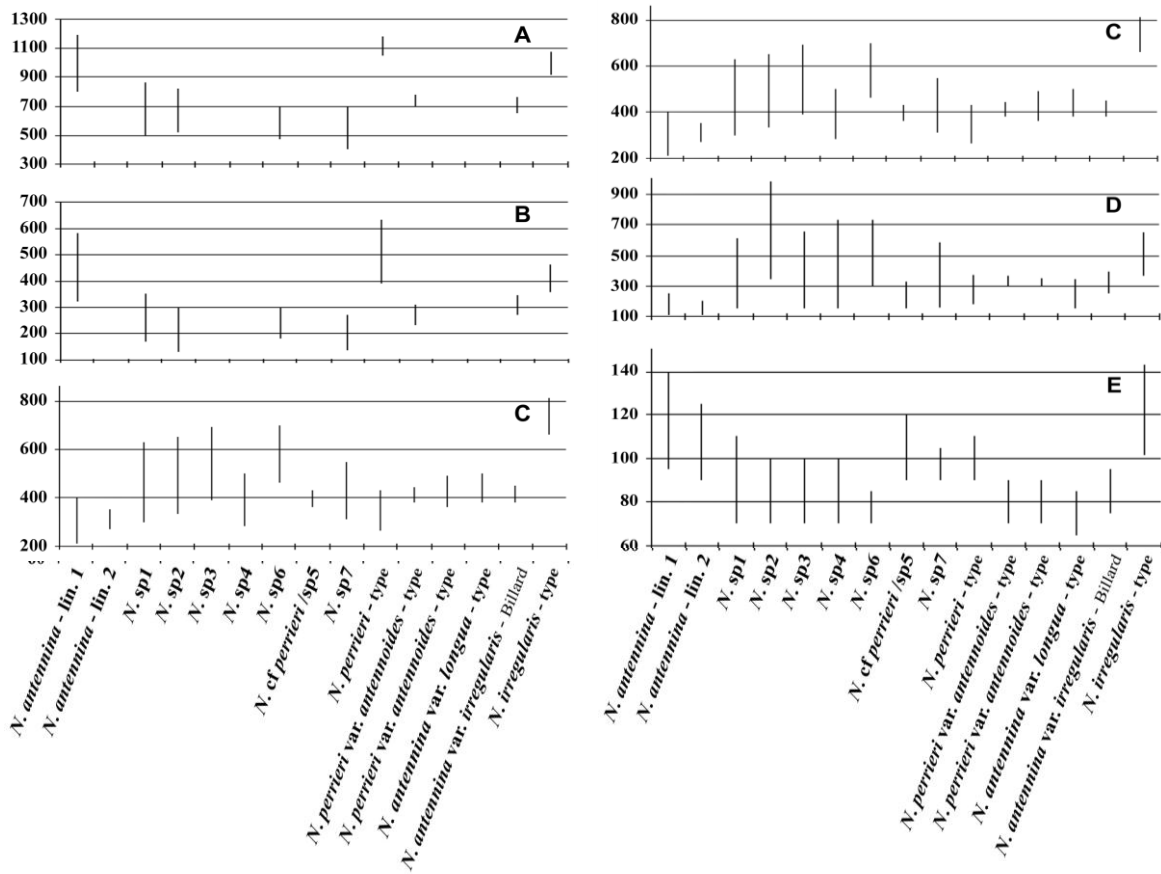 A
1300
1100
900
700
500
300
B
700
600
500
400
300
200
100
C
800
600
400
200
N. antennina - lin. 1
N. antennina - lin. 2
N. sp1
N. sp2
N. sp3
N. sp4
N. sp6
N. cf perrieri /sp5
N. sp7
N. perrieri - type
N. perrieri var. antennoides - type
N. perrieri var. antennoides - type
N. antennina var. longua - type
N. antennina var. irregularis - Billard
N. irregularis - type
C
800
600
400
200
D
900
700
500
300
100
E
140
120
100
80
60
N. antennina - lin. 1
N. antennina - lin. 2
N. sp1
N. sp2
N. sp3
N. sp4
N. sp6
N. cf perrieri /sp5
N. sp7
N. perrieri - type
N. perrieri var. antennoides - type
N. perrieri var. antennoides - type
N. antennina var. longua - type
N. antennina var. irregularis - Billard
N. irregularis - type